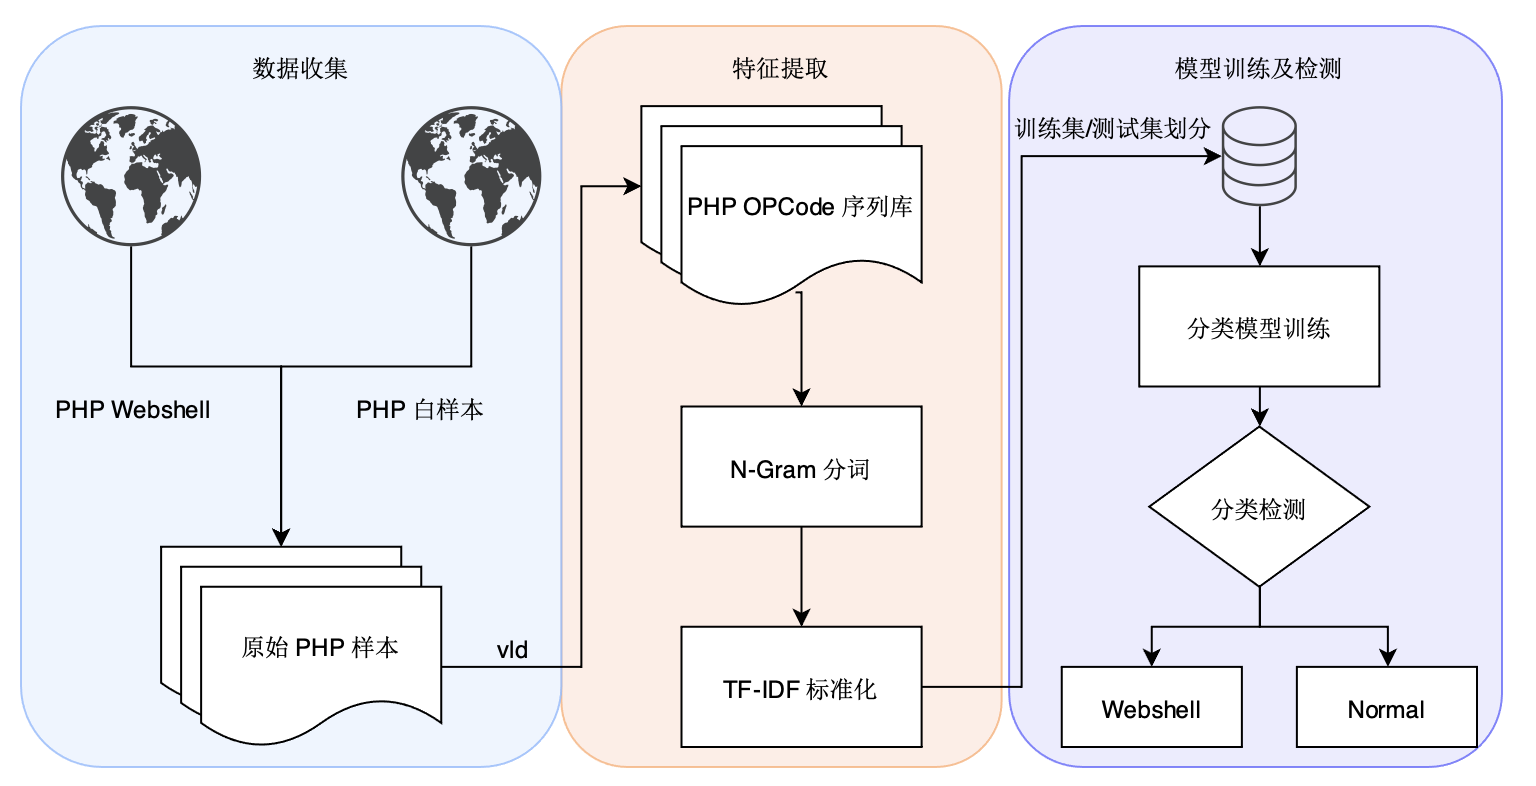 数据收集
PHP Webshell
PHP 白样本
原始 PHP 样本
vld
特征提取
PHP OPCode 序列库
N-Gram 分词
TF-IDF 标准化
模型训练及检测
训练集/测试集划分
分类模型训练
分类检测
Webshell
Normal